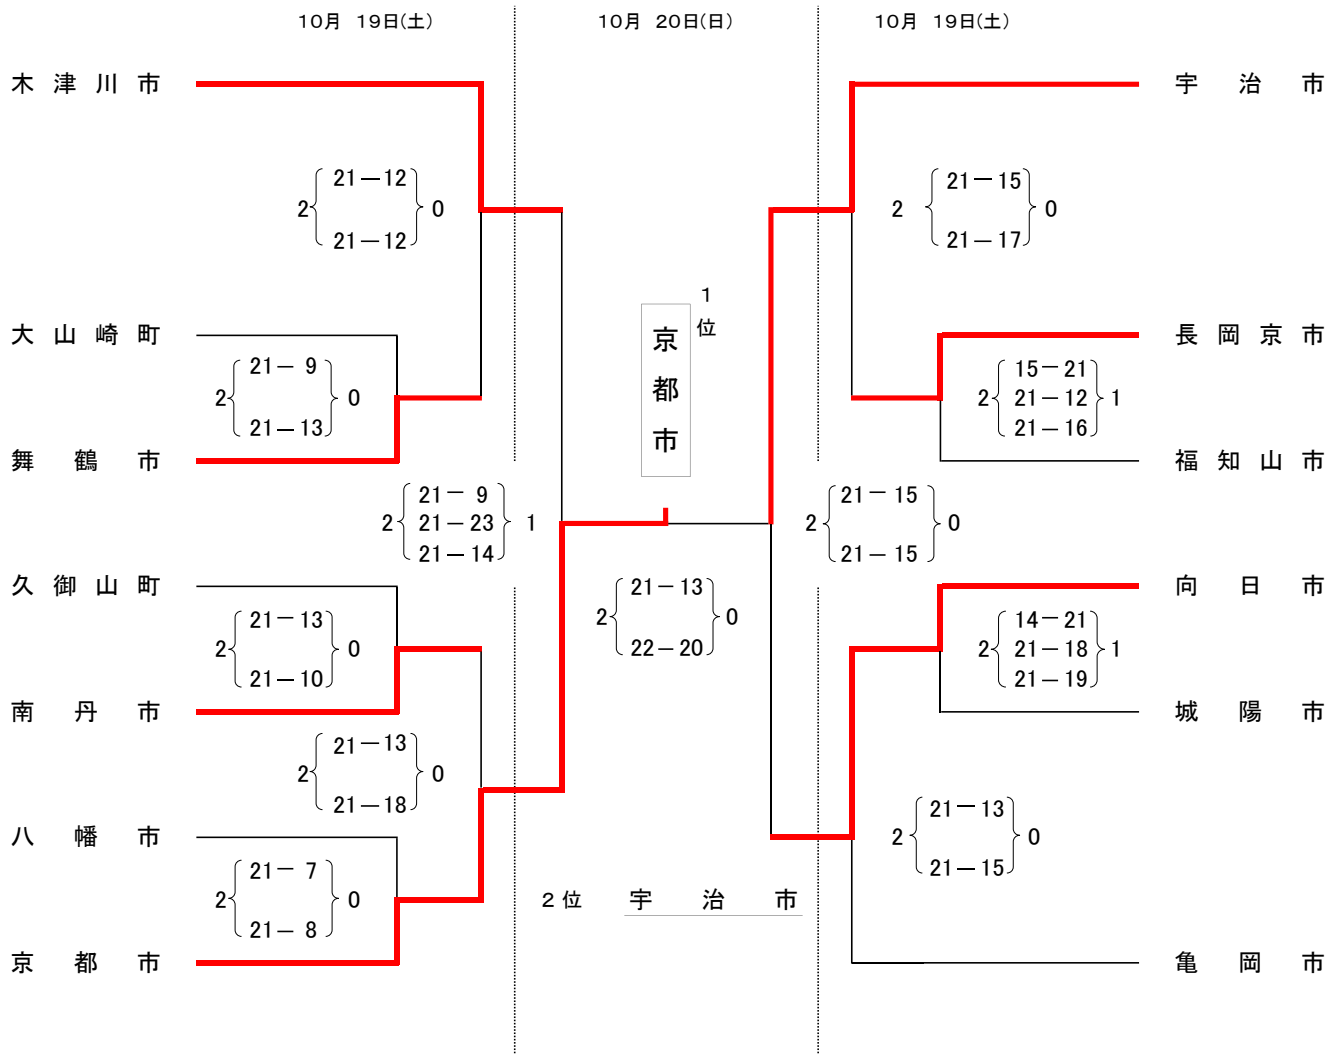 10月 19日(土)
10月 20日(日)
10月 19日(土)
木津川市
宇治市
21－12
2 0
21－12
21－15
2 0
21－17
1位
京都市
大山崎町
長岡京市
21－ 9
2 0
21－13
15－21
2 21－12 1
21－16
舞鶴市
福知山市
21－ 9
2 21－23 1
21－14
21－15
2 0
21－15
久御山町
向日市
21－13
2 0
22－20
21－13
2 0
21－10
14－21
2 21－18 1
21－19
南丹市
城陽市
21－13
2 0
21－18
21－13
2 0
21－15
八幡市
21－ 7
2 0
21－ 8
2位 宇治市
京都市
亀岡市